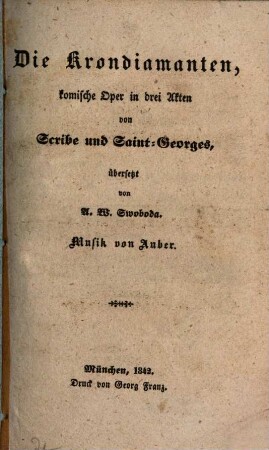 Die Krondiamanten,
komische Oper in drei Akten
von
Scribe und Saint-Georges,
übersetzt
von
A. W. Swoboda.
Musik von Auber.
München, 1842.
Druck von Georg Franz.